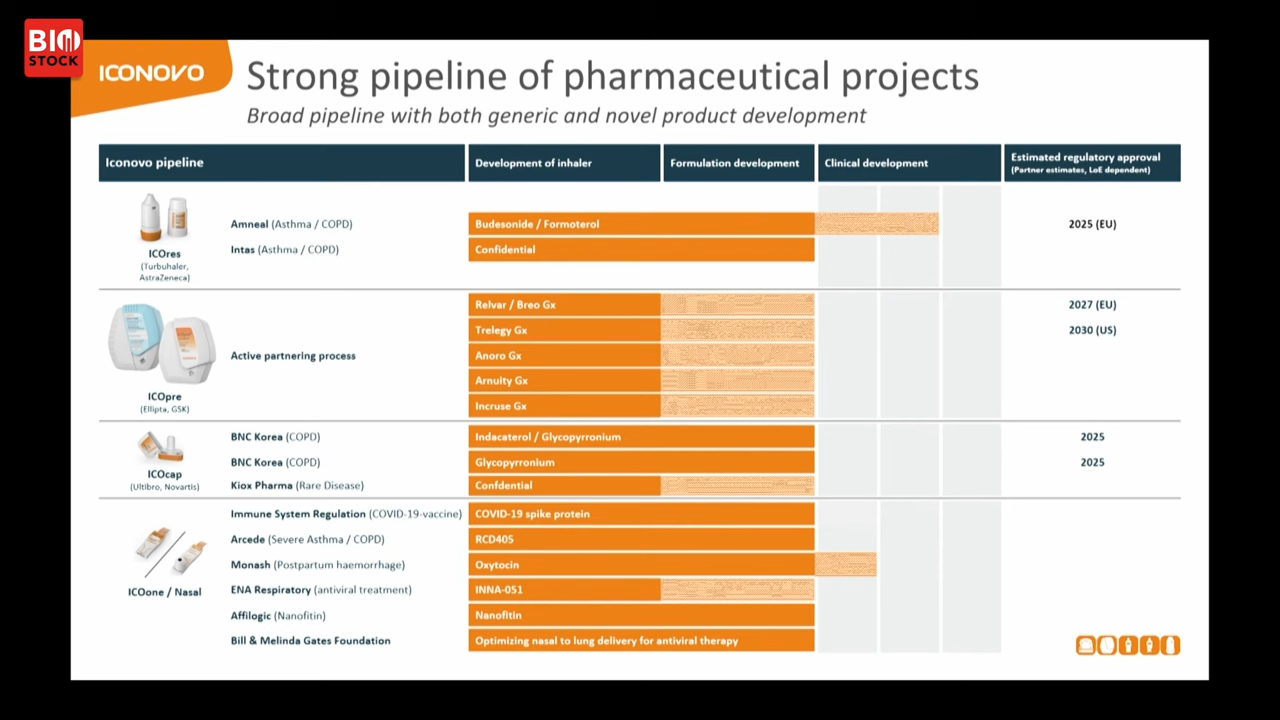 BIO
STOCK
ICONOVO
Strong pipeline of pharmaceutical projects
Broad pipeline with both generic and novel product development
Iconovo pipeline
Development of inhaler
Formulation development
Clinical development
Estimated regulatory approval
(Partner estimates, LoE dependent)
ICOres
(Turbuhaler,
AstraZeneca)
Amneal (Asthma / COPD)
Budesonide / Formoterol
2025 (EU)
Intas (Asthma / COPD)
Confidential
ICOpre
(Ellipta, GSK)
Active partnering process
Relvar / Breo Gx
2027 (EU)
Trelegy Gx
2030 (US)
Anoro Gx
Arnuity Gx
Incruse Gx
ICOcap
(Ultibro, Novartis)
BNC Korea (COPD)
Indacaterol / Glycopyrronium
2025
BNC Korea (COPD)
Glycopyrronium
2025
Kiox Pharma (Rare Disease)
Confdential
ICOone / Nasal
Immune System Regulation (COVID-19-vaccine)
COVID-19 spike protein
Arcede (Severe Asthma / COPD)
RCD405
Monash (Postpartum haemorrhage)
Oxytocin
ENA Respiratory (antiviral treatment)
INNA-051
Affilogic (Nanofitin)
Nanofitin
Bill & Melinda Gates Foundation
Optimizing nasal to lung delivery for antiviral therapy